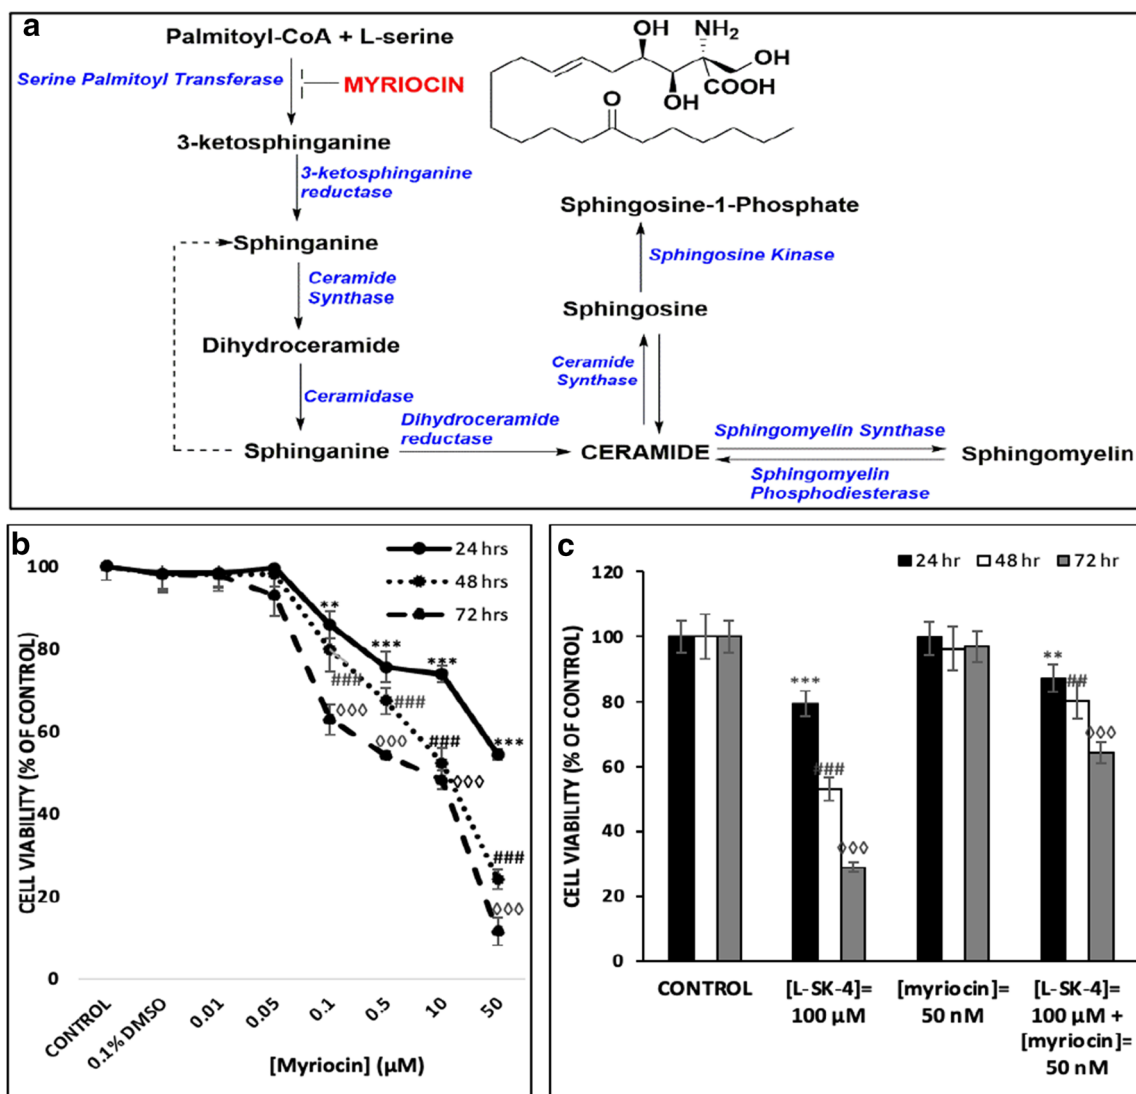 a
Palmitoyl-CoA + L-serine
Serine Palmitoyl Transferase
MYRIOCIN
OH
NH2
OH
COOH
OH
O
3-ketosphinganine
3-ketosphinganine
reductase
Sphingosine-1-Phosphate
Sphinganine
Sphingosine Kinase
Ceramide
Synthase
Sphingosine
Dihydroceramide
Ceramide
Synthase
Ceramidase
Dihydroceramide
reductase
Sphingomyelin Synthase
Sphinganine
CERAMIDE
Sphingomyelin
Sphingomyelin
Phosphodiesterase
b
CELL VIABILITY (% OF CONTROL)
100
80
60
40
20
0
24 hrs
48 hrs
72 hrs
**
***
***
***
###
###
###
###
◊◊◊
◊◊◊
◊◊◊
◊◊◊
CONTROL
0.1% DMSO
0.01
0.05
0.1
0.5
10
50
[Myriocin] (µM)
c
24 hr
48 hr
72 hr
CELL VIABILITY (% OF CONTROL)
120
100
80
60
40
20
0
***
###
◊◊◊
**
##
◊◊◊
CONTROL
[L-SK-4]=
100 µM
[myriocin]=
50 nM
[L-SK-4]=
100 µM +
[myriocin]=
50 nM